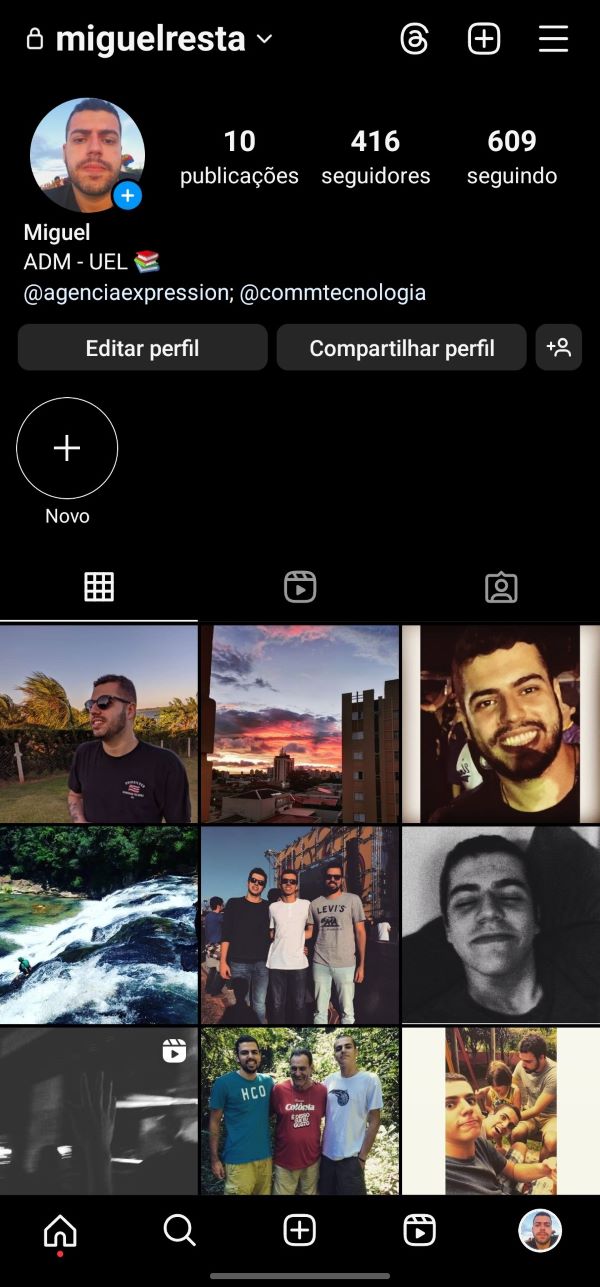 miguelresta
10 416 609
publicações seguidores seguindo
Miguel
ADM - UEL 📚
@agenciaexpression; @commtecnologia
Editar perfil Compartilhar perfil
Novo
LEVI'S
HCO
Colônia